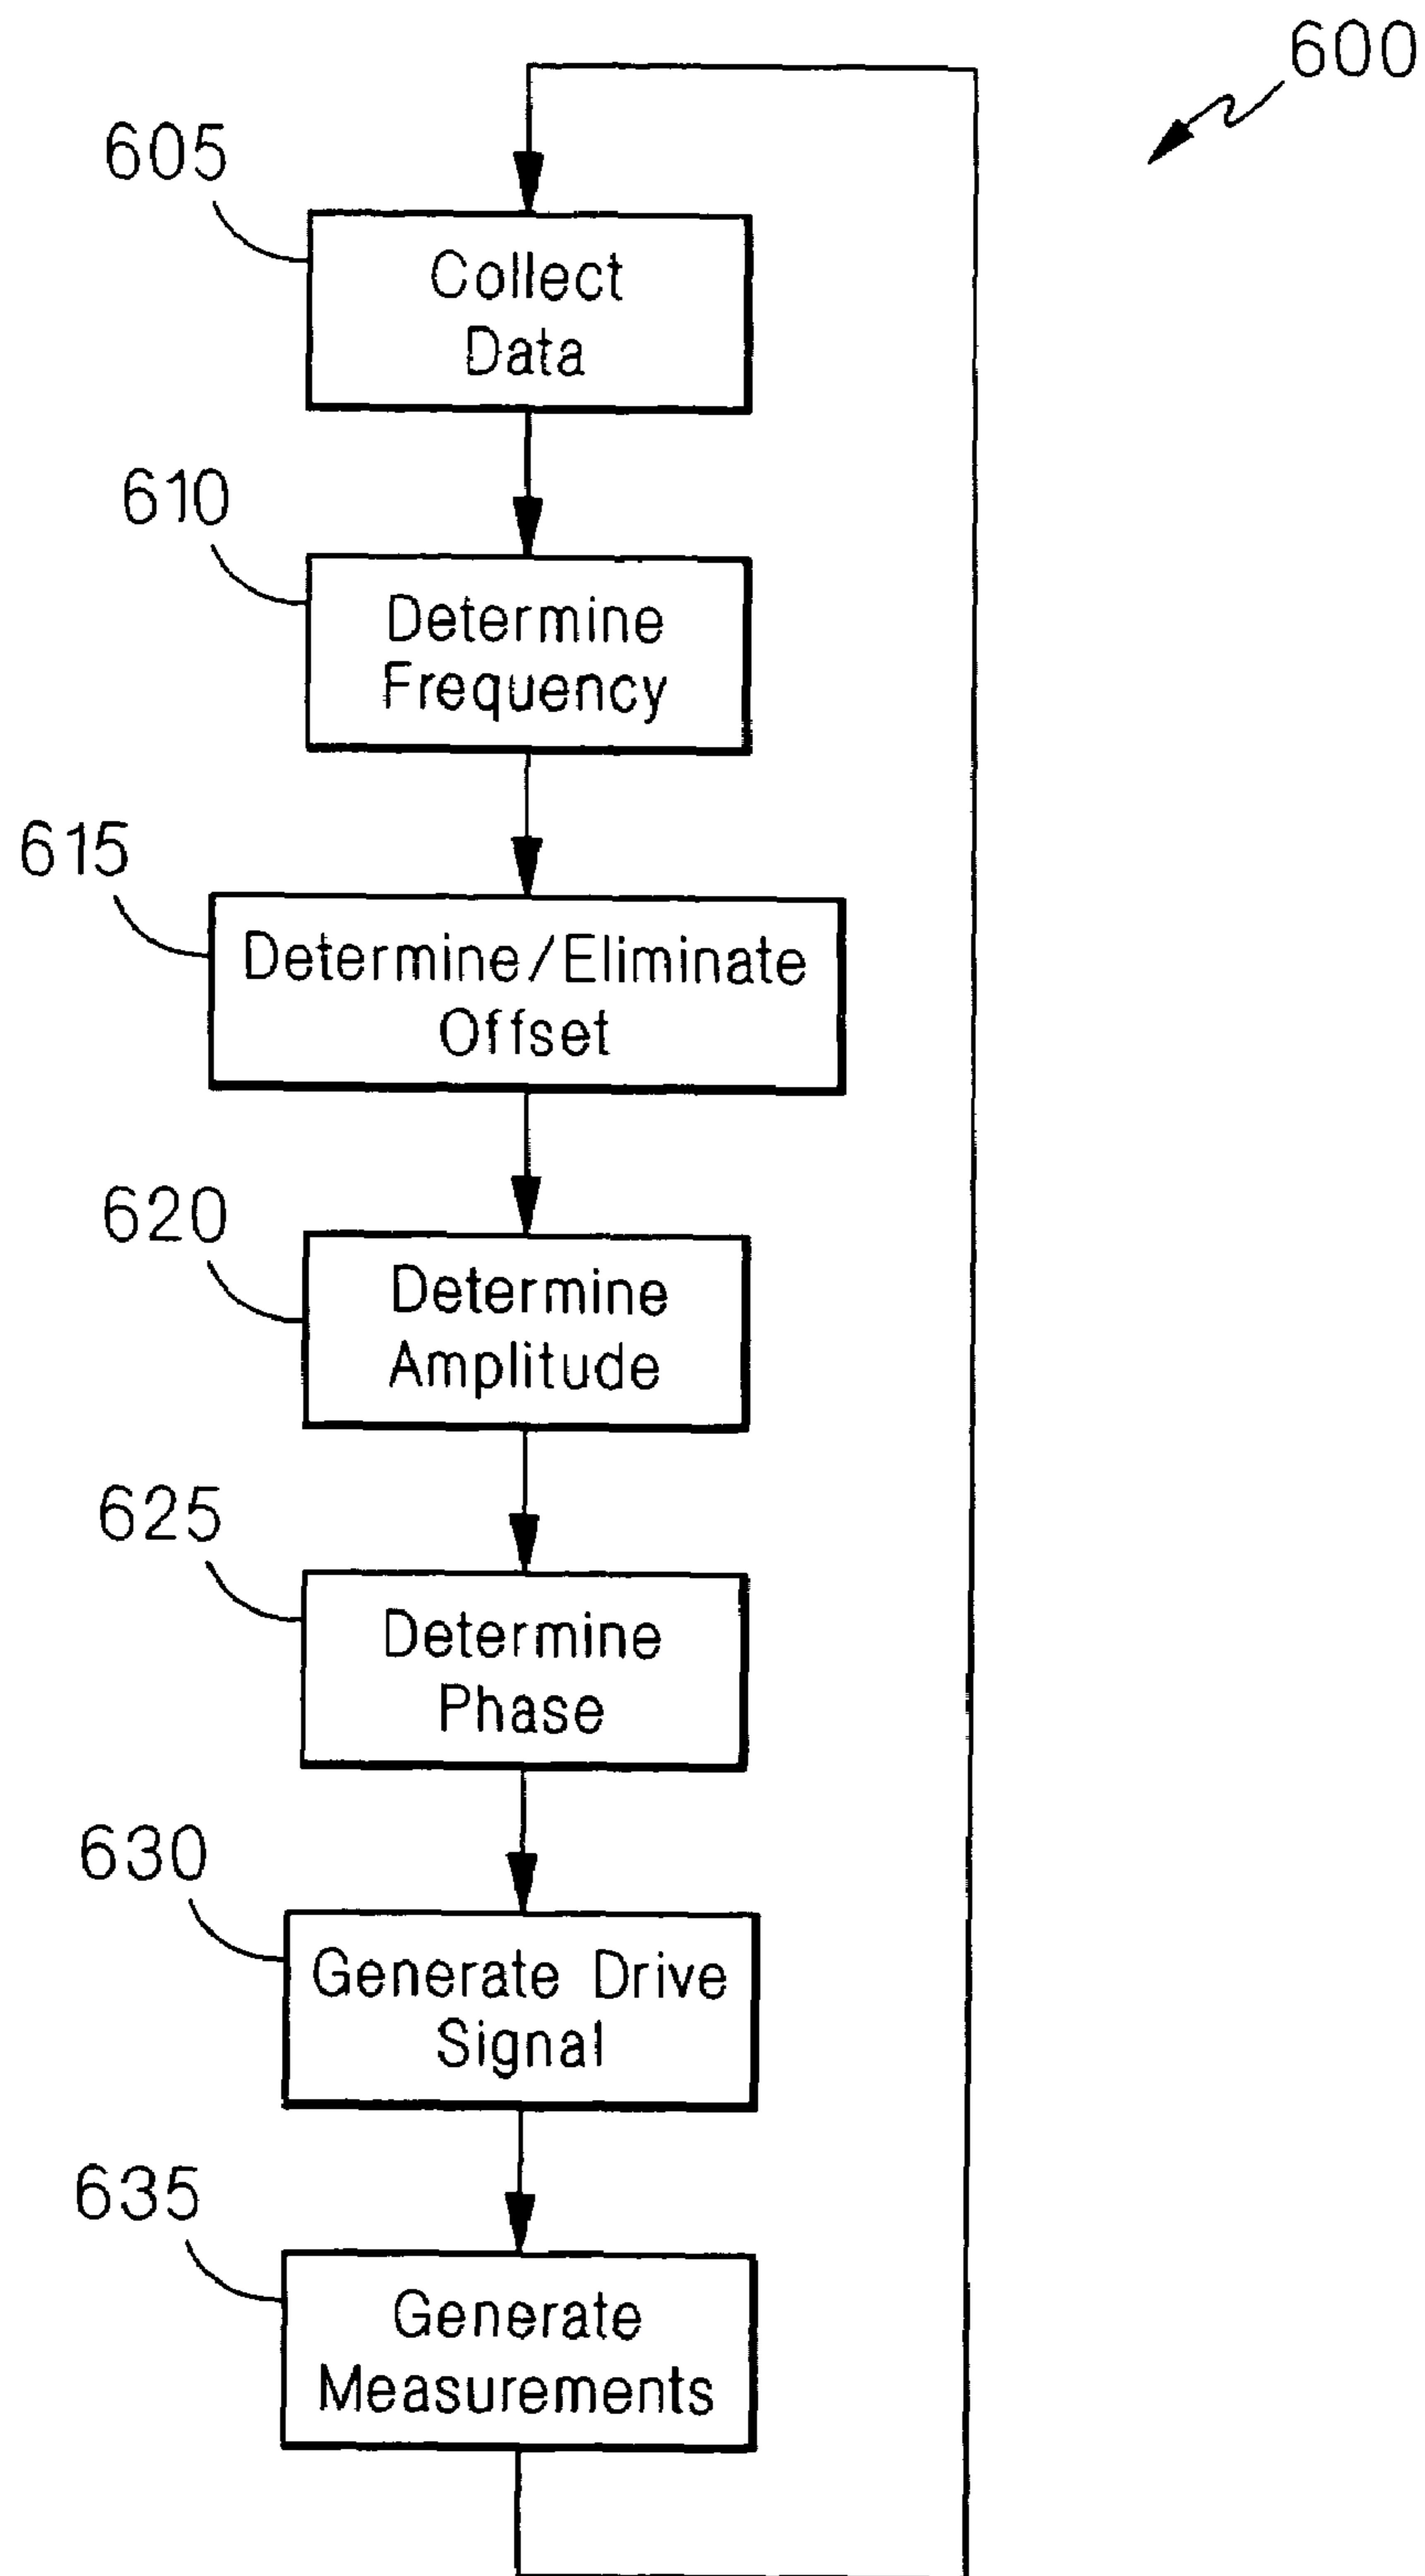 600
605
Collect
Data
610
Determine
Frequency
615
Determine/Eliminate
Offset
620
Determine
Amplitude
625
Determine
Phase
630
Generate Drive
Signal
635
Generate
Measurements